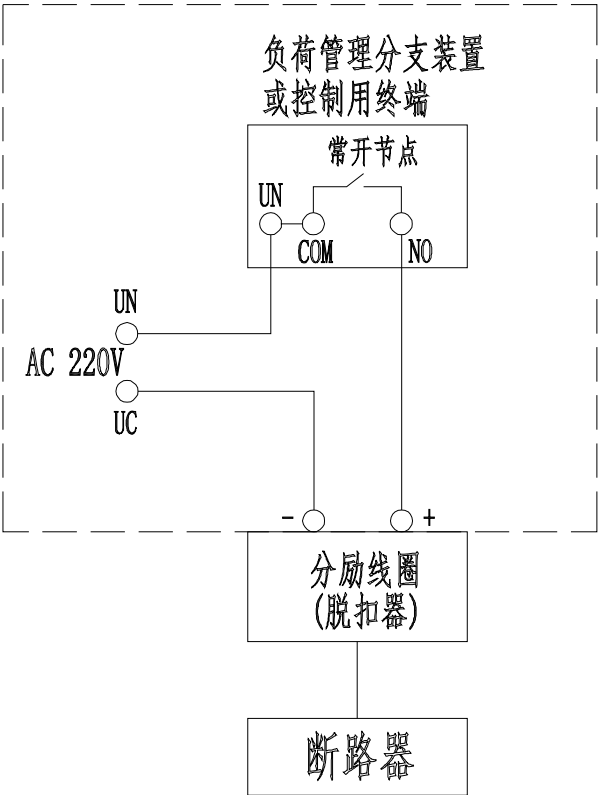 负荷管理分支装置
或控制用终端
常开节点
UN
COM
NO
UN
AC 220V
UC
-
+
分励线圈
(脱扣器)
断路器